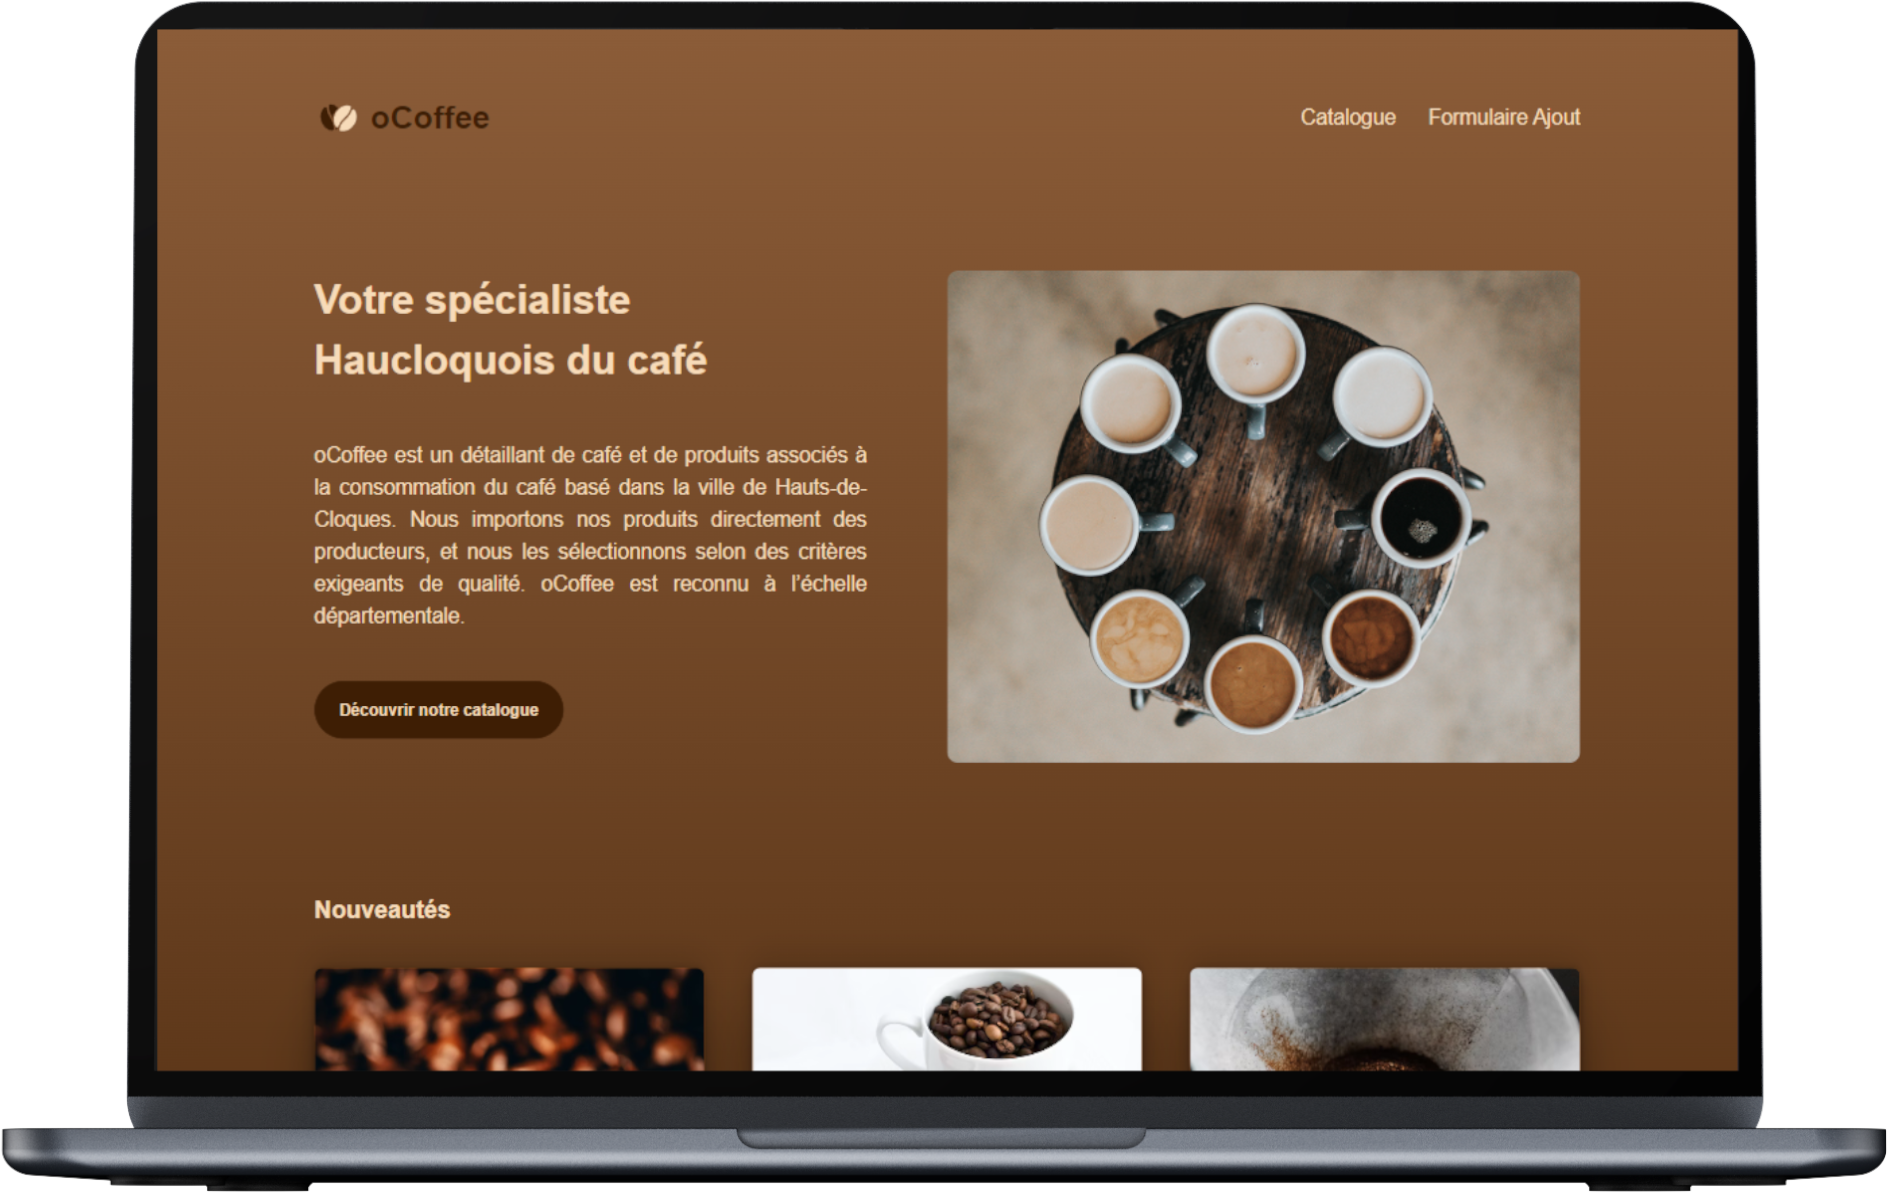 oCoffee
Catalogue Formulaire Ajout
Votre spécialiste
Haucloquois du café
oCoffee est un détaillant de café et de produits associés à
la consommation du café basé dans la ville de Hauts-de-
Cloques. Nous importons nos produits directement des
producteurs, et nous les sélectionnons selon des critères
exigeants de qualité. oCoffee est reconnu à l’échelle
départementale.
Découvrir notre catalogue
Nouveautés